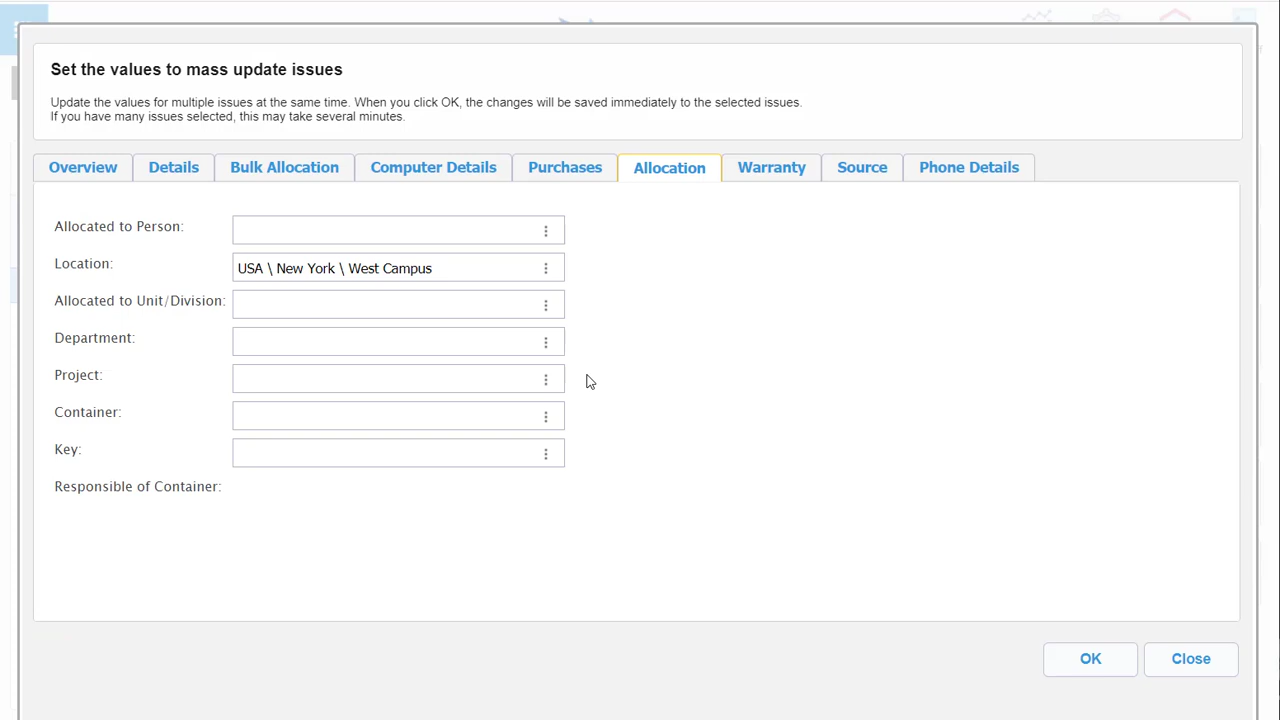 Set the values to mass update issues
Update the values for multiple issues at the same time. When you click OK, the changes will be saved immediately to the selected issues.
If you have many issues selected, this may take several minutes.
Overview Details Bulk Allocation Computer Details Purchases Allocation Warranty Source Phone Details
Allocated to Person:
Location: USA \ New York \ West Campus
Allocated to Unit/Division:
Department:
Project:
Container:
Key:
Responsible of Container:
OK Close